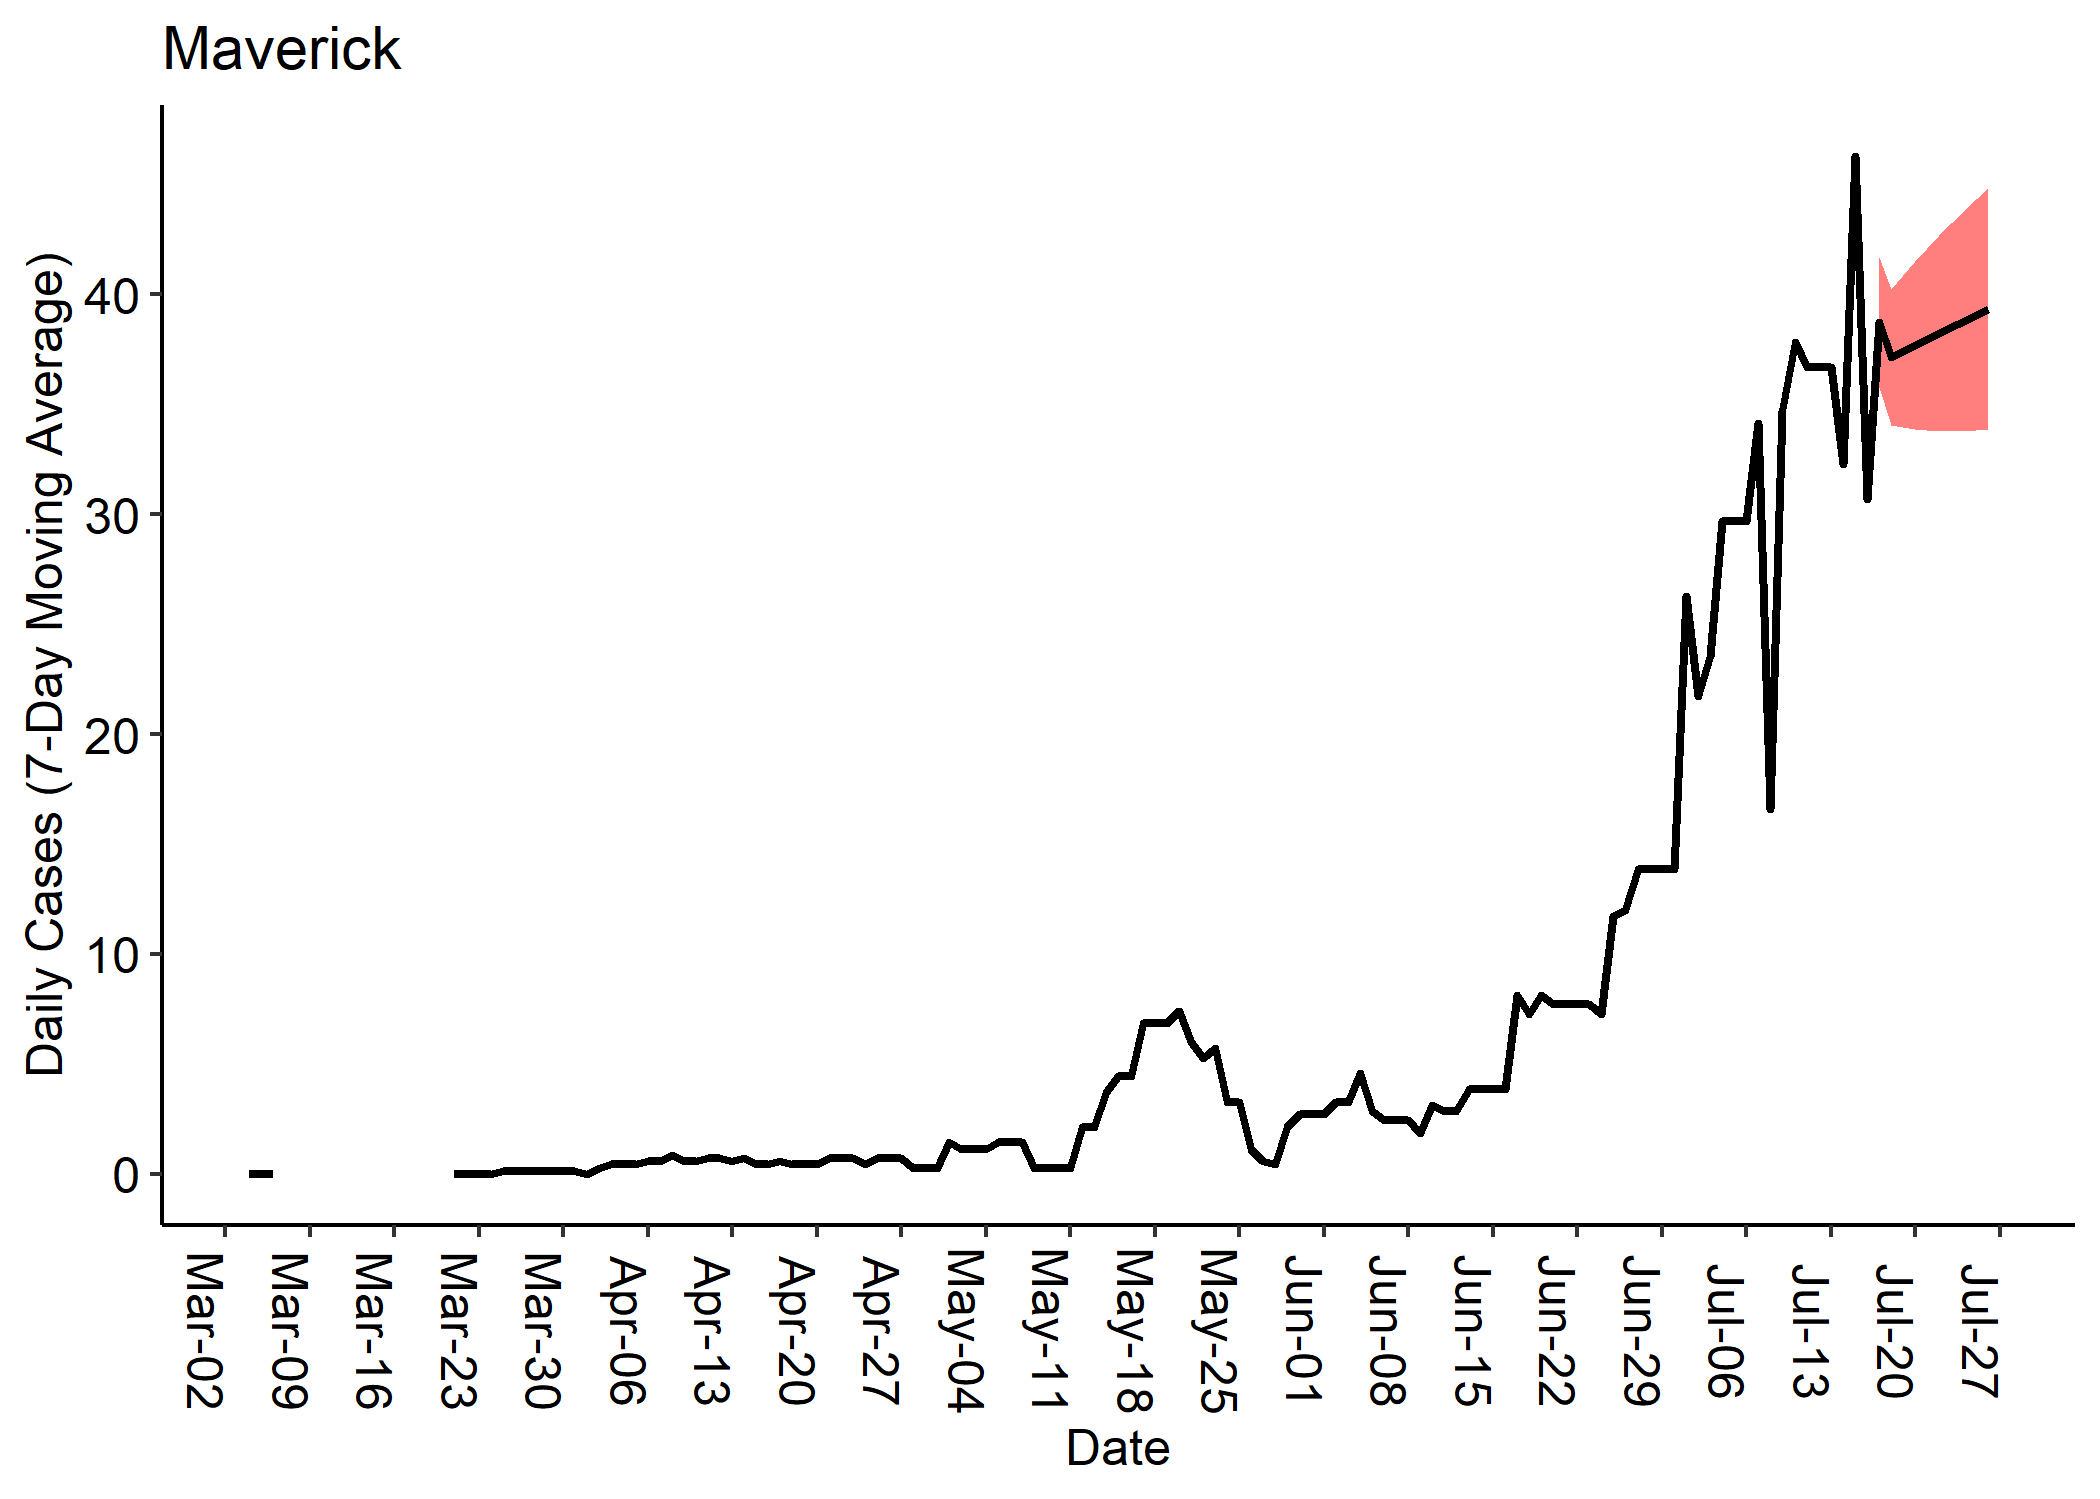 Maverick
Daily Cases (7-Day Moving Average)
40
30
20
10
0
Mar-02
Mar-09
Mar-16
Mar-23
Mar-30
Apr-06
Apr-13
Apr-20
Apr-27
May-04
May-11
May-18
May-25
Jun-01
Jun-08
Jun-15
Jun-22
Jun-29
Jul-06
Jul-13
Jul-20
Jul-27
Date